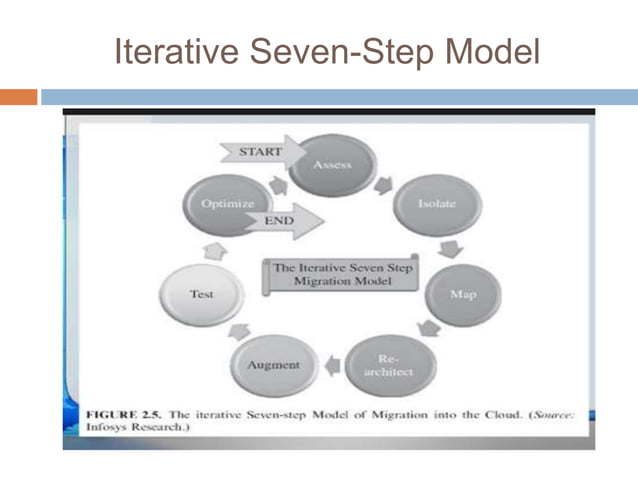 Iterative Seven-Step Model
START
Assess
Isolate
Map
Re-
architect
Augment
Test
Optimize
END
The Iterative Seven Step
Migration Model
FIGURE 2.5. The iterative Seven-step Model of Migration into the Cloud. (Source:
Infosys Research.)